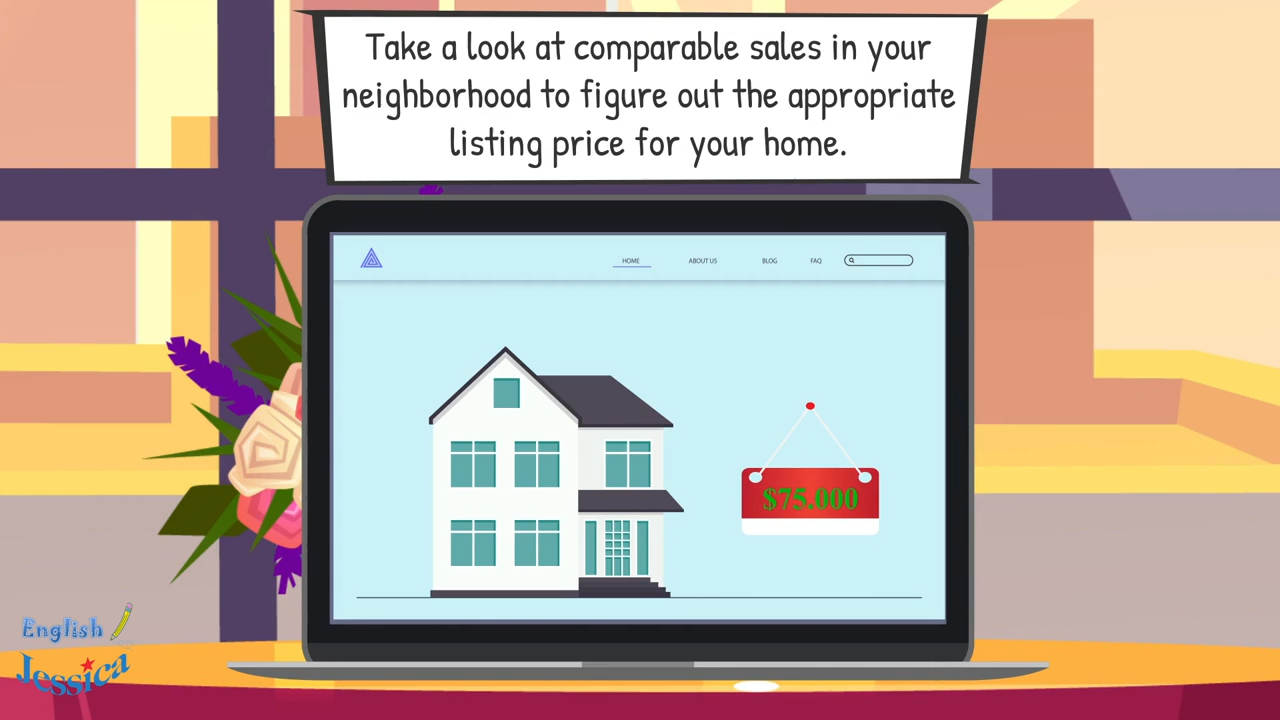 Take a look at comparable sales in your
neighborhood to figure out the appropriate
listing price for your home.
HOME ABOUT US BLOG FAQ
$75.000
English
Jessica